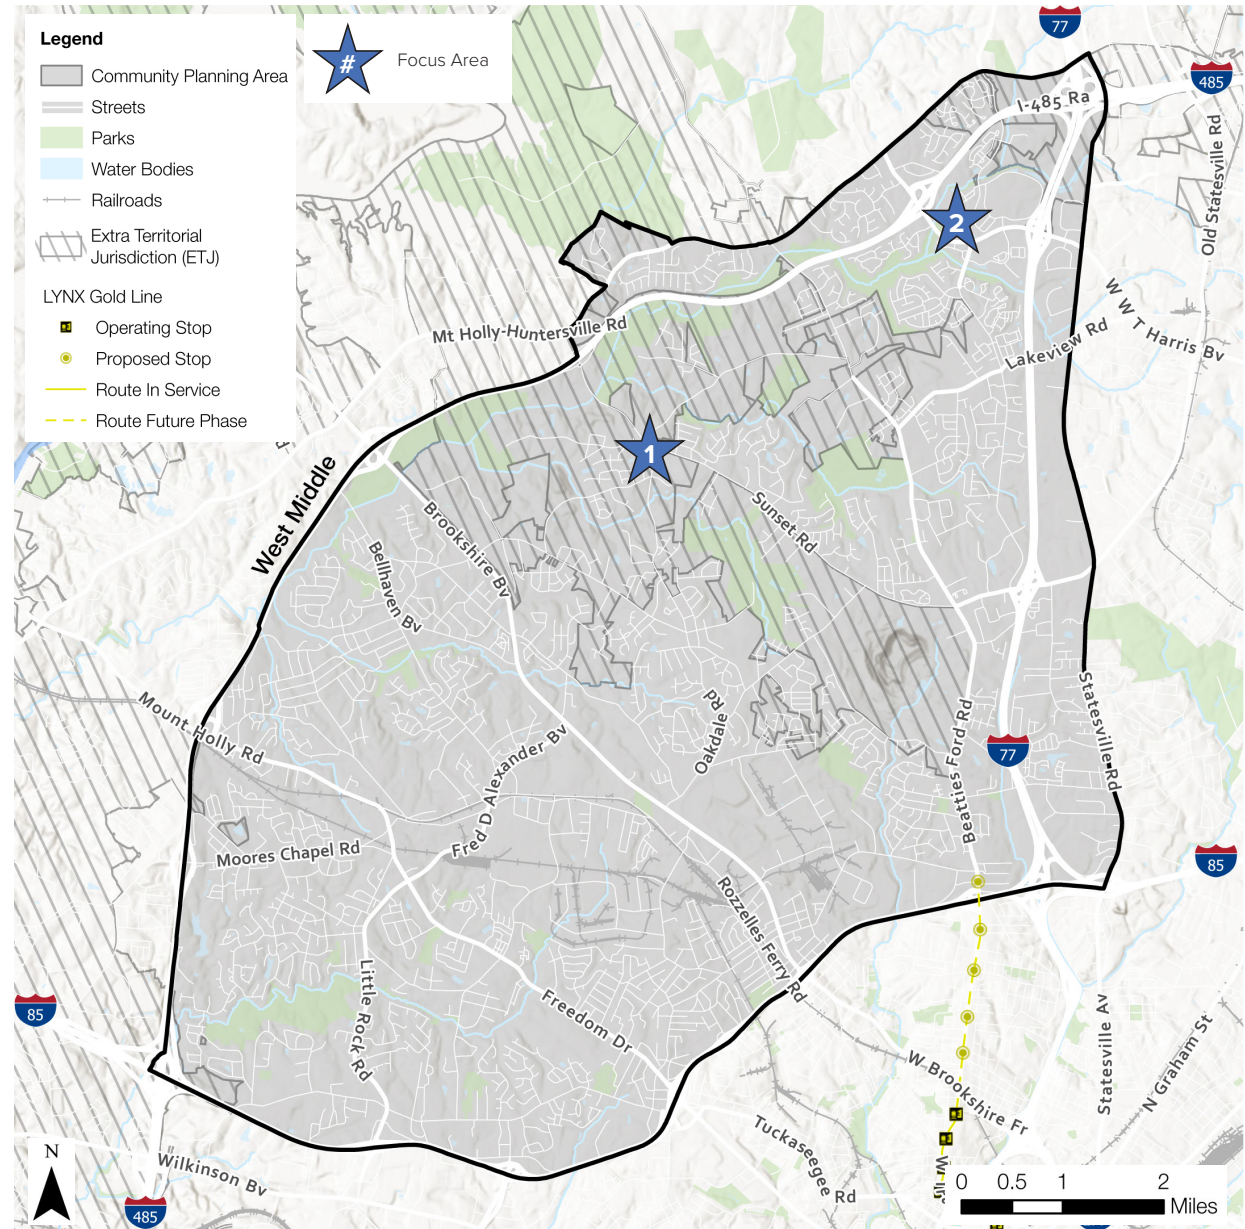 Legend
Community Planning Area
Streets
Parks
Water Bodies
Railroads
Extra Territorial
Jurisdiction (ETJ)
LYNX Gold Line
Operating Stop
Proposed Stop
Route In Service
Route Future Phase
#
Focus Area
77
485
I-485 Ra
Old Statesville Rd
2
W W T Harris Bv
Mt Holly-Huntersville Rd
Lakeview Rd
1
West Middle
Sunset Rd
Brookshire Bv
Bellhaven Bv
Mount Holly Rd
Oakdale Rd
Beatties Ford Rd
Statesville Rd
77
Fred D Alexander Bv
Moores Chapel Rd
85
Rozzelles Ferry Rd
Little Rock Rd
Freedom Dr
85
Statesville Av
N Graham St
W Brookshire Fr
Tuckaseegee Rd
Wilkinson Bv
485
N
0 0.5 1 2
Miles